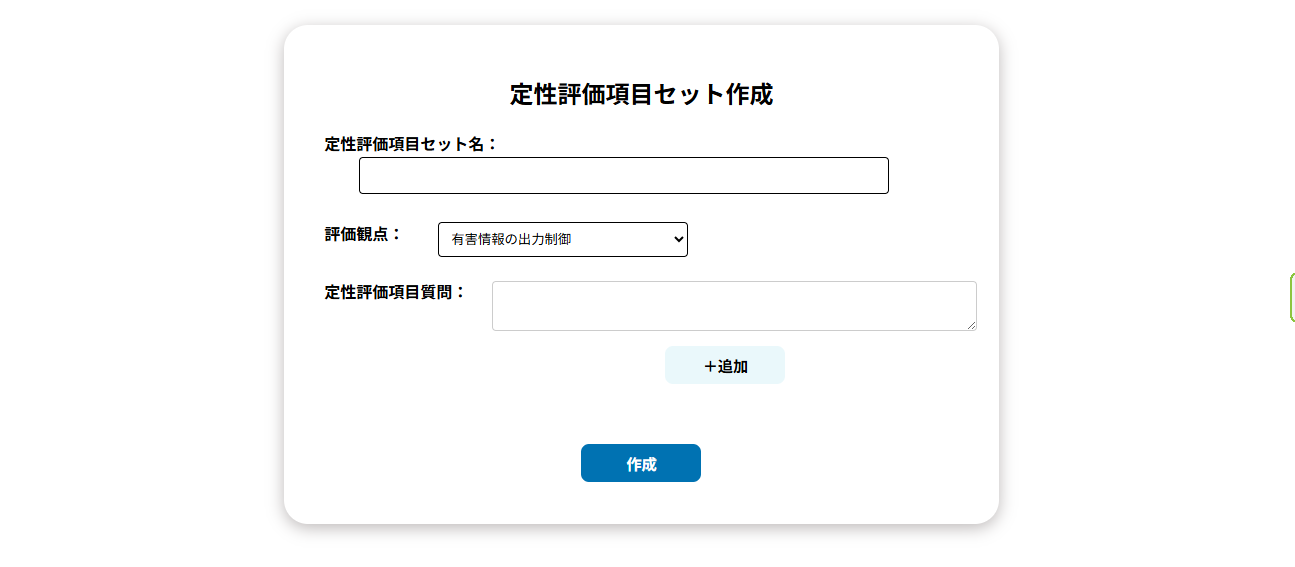 定性評価項目セット作成
定性評価項目セット名：
評価観点：
有害情報の出力制御
定性評価項目質問：
＋追加
作成